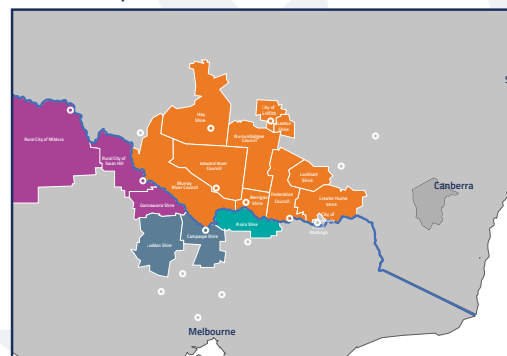 Hay
Shire
City of
Griffith
Shire
Murrumbidgee
Council
Rural City of Mildura
Rural City of
Swan Hill
Edward River
Council
Lockhart
Shire
Murray
River Council
Berrigan
Shire
Federation
Council
Greater Hume
Shire
City of
Gannawarra Shire
Moira Shire
Campaspe Shire
Loddon Shire
Wodonga
Canberra
Melbourne